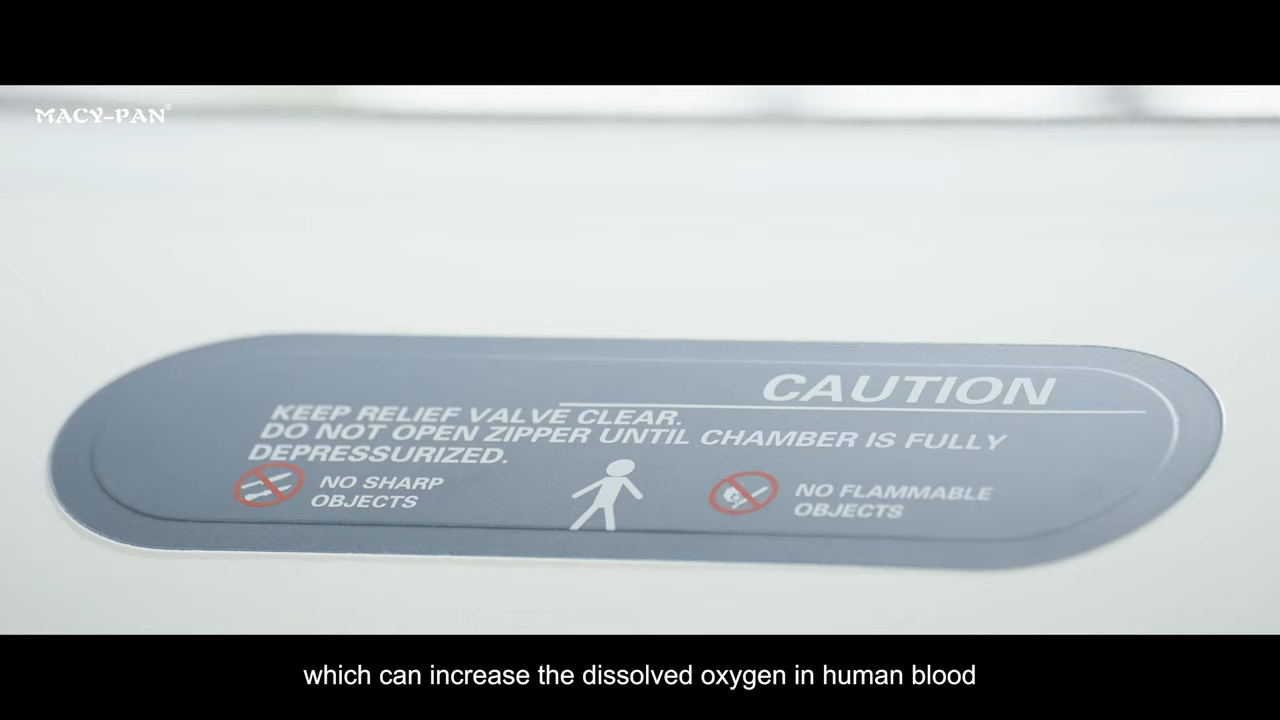 MACY-PAN®
CAUTION
KEEP RELIEF VALVE CLEAR.
DO NOT OPEN ZIPPER UNTIL CHAMBER IS FULLY
DEPRESSURIZED.
NO SHARP
OBJECTS
NO FLAMMABLE
OBJECTS
which can increase the dissolved oxygen in human blood